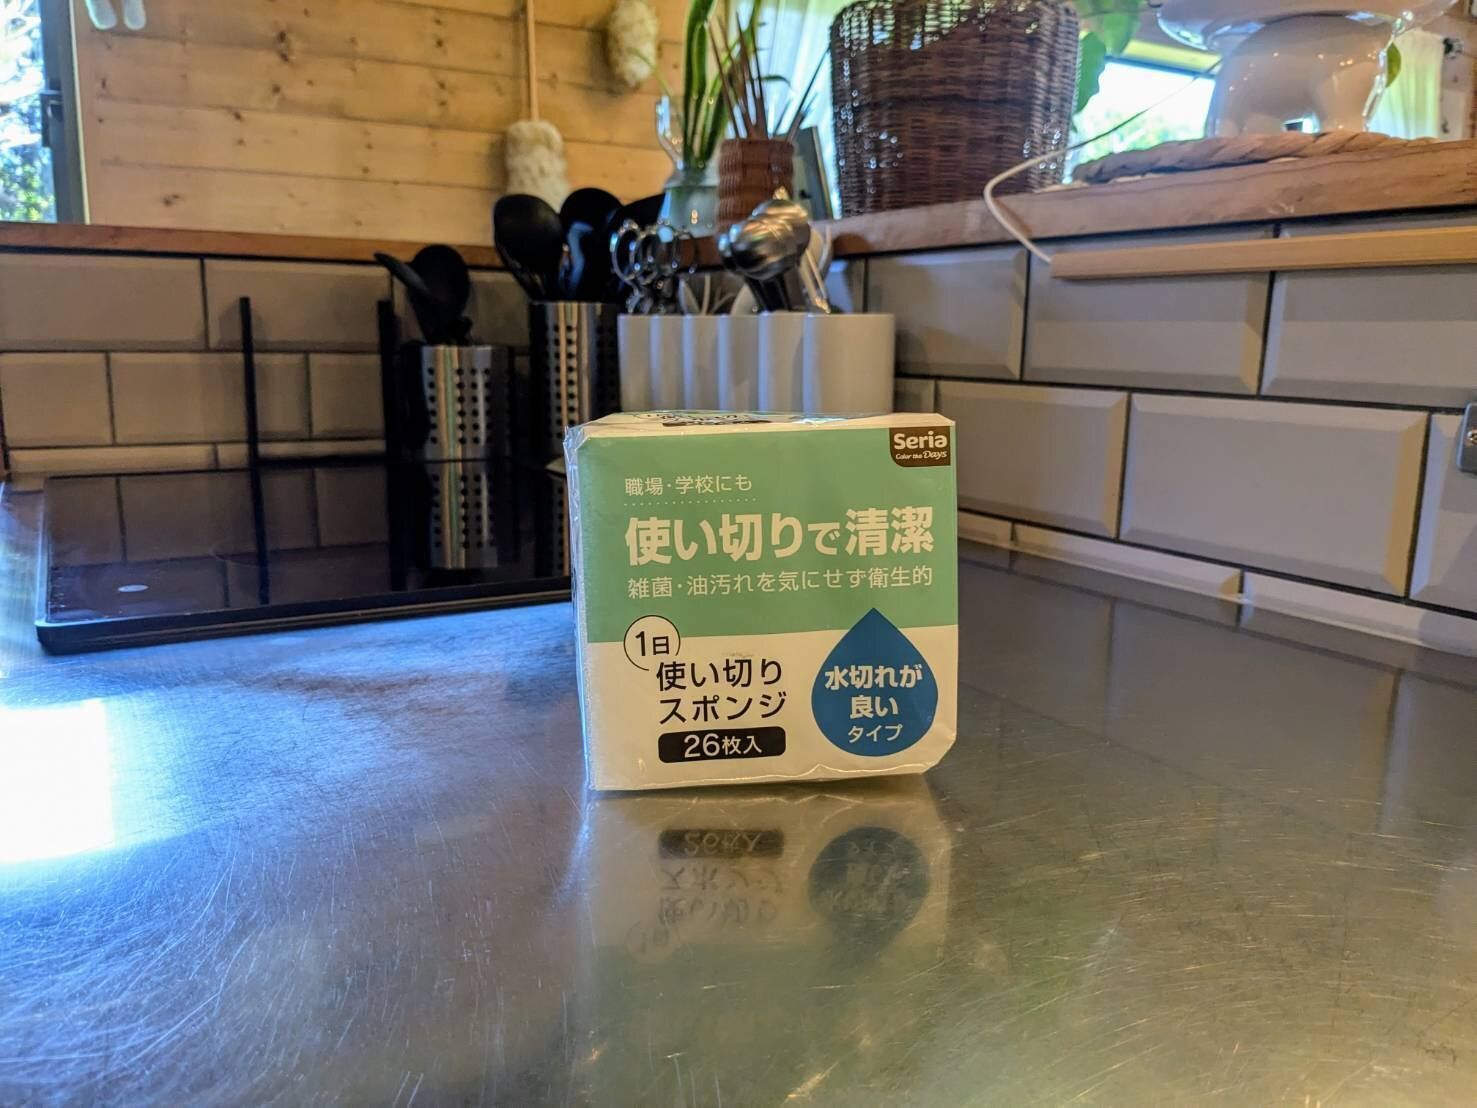 Seria
Color the Days
職場・学校にも
使い切りで清潔
雑菌・油汚れを気にせず衛生的
1日
使い切り
スポンジ
26枚入
水切れが
良い
タイプ